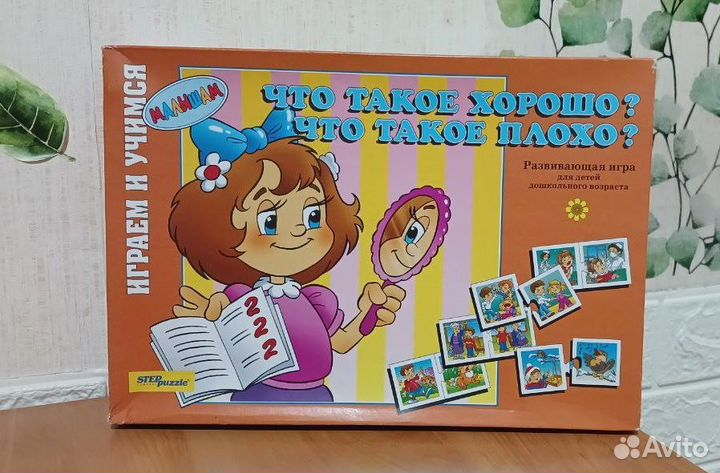 ИГРАЕМ И УЧИМСЯ
МАЛЫШАМ
ЧТО ТАКОЕ ХОРОШО?
ЧТО ТАКОЕ ПЛОХО?
Развивающая игра
для детей
дошкольного возраста
2
2
2
STEP
puzzle
Avito